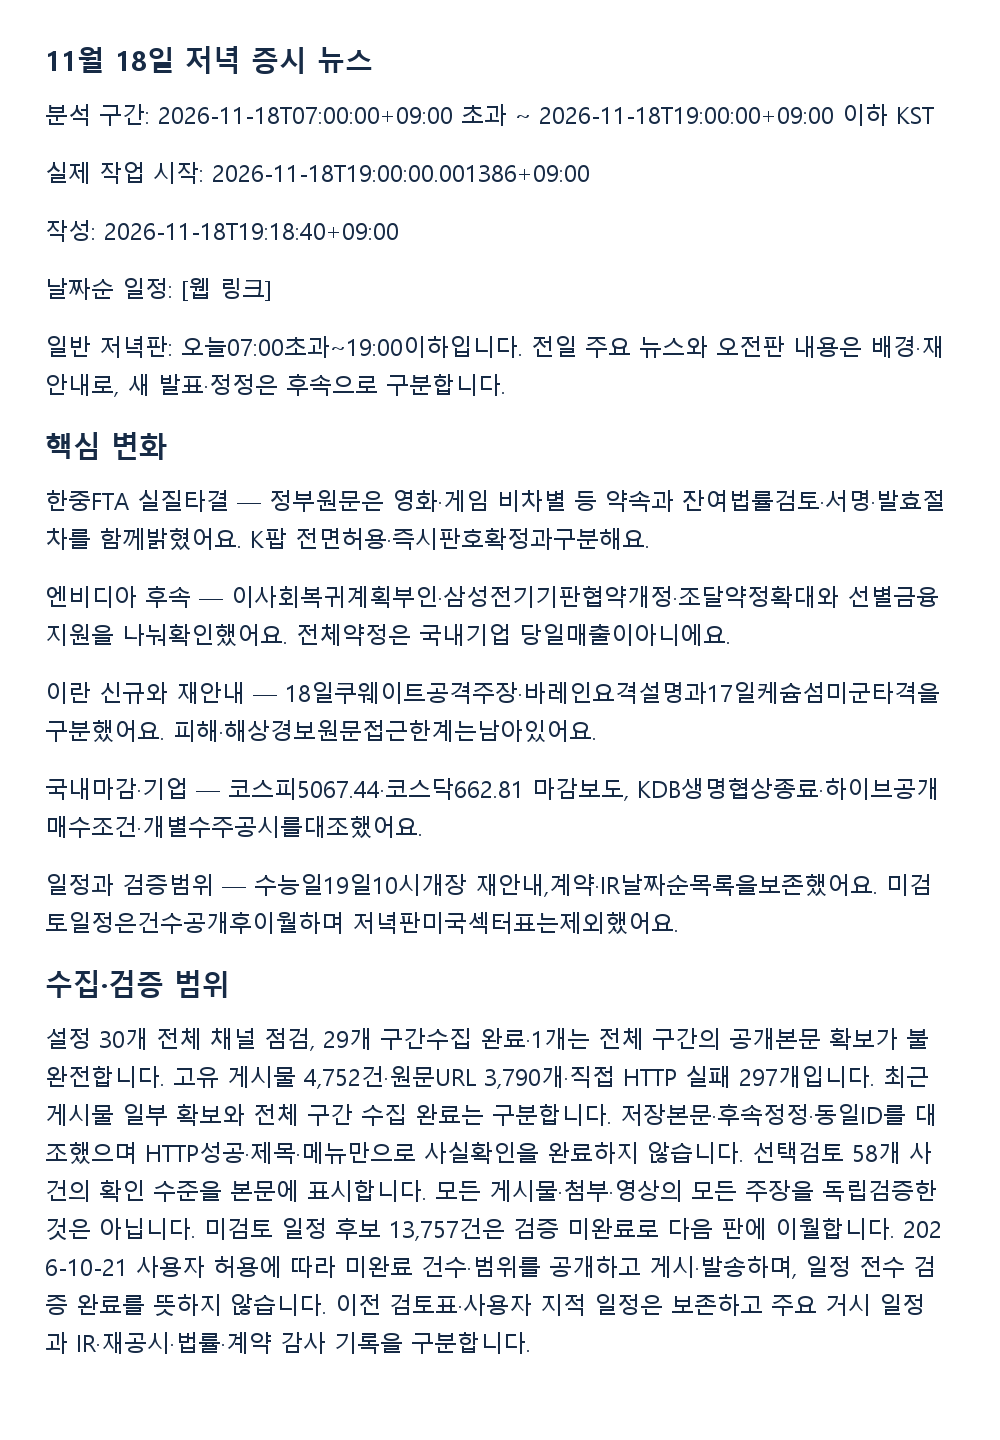 11월 18일 저녁 증시 뉴스
분석 구간: 2026-11-18T07:00:00+09:00 초과 ~ 2026-11-18T19:00:00+09:00 이하 KST
실제 작업 시작: 2026-11-18T19:00:00.001386+09:00
작성: 2026-11-18T19:18:40+09:00
날짜순 일정: [웹 링크]
일반 저녁판: 오늘07:00초과~19:00이하입니다. 전일 주요 뉴스와 오전판 내용은 배경·재
안내로, 새 발표·정정은 후속으로 구분합니다.
핵심 변화
한중FTA 실질타결 — 정부원문은 영화·게임 비차별 등 약속과 잔여법률검토·서명·발효절
차를 함께밝혔어요. K팝 전면허용·즉시판호확정과구분해요.
엔비디아 후속 — 이사회복귀계획부인·삼성전기기판협약개정·조달약정확대와 선별금융
지원을 나눠확인했어요. 전체약정은 국내기업 당일매출이아니에요.
이란 신규와 재안내 — 18일쿠웨이트공격주장·바레인요격설명과17일케슘섬미군타격을
구분했어요. 피해·해상경보원문접근한계는남아있어요.
국내마감·기업 — 코스피5067.44·코스닥662.81 마감보도, KDB생명협상종료·하이브공개
매수조건·개별수주공시를대조했어요.
일정과 검증범위 — 수능일19일10시개장 재안내,계약·IR날짜순목록을보존했어요. 미검
토일정은건수공개후이월하며 저녁판미국섹터표는제외했어요.
수집·검증 범위
설정 30개 전체 채널 점검, 29개 구간수집 완료·1개는 전체 구간의 공개본문 확보가 불
완전합니다. 고유 게시물 4,752건·원문URL 3,790개·직접 HTTP 실패 297개입니다. 최근
게시물 일부 확보와 전체 구간 수집 완료는 구분합니다. 저장본문·후속정정·동일ID를 대
조했으며 HTTP성공·제목·메뉴만으로 사실확인을 완료하지 않습니다. 선택검토 58개 사
건의 확인 수준을 본문에 표시합니다. 모든 게시물·첨부·영상의 모든 주장을 독립검증한
것은 아닙니다. 미검토 일정 후보 13,757건은 검증 미완료로 다음 판에 이월합니다. 202
6-10-21 사용자 허용에 따라 미완료 건수·범위를 공개하고 게시·발송하며, 일정 전수 검
증 완료를 뜻하지 않습니다. 이전 검토표·사용자 지적 일정은 보존하고 주요 거시 일정
과 IR·재공시·법률·계약 감사 기록을 구분합니다.